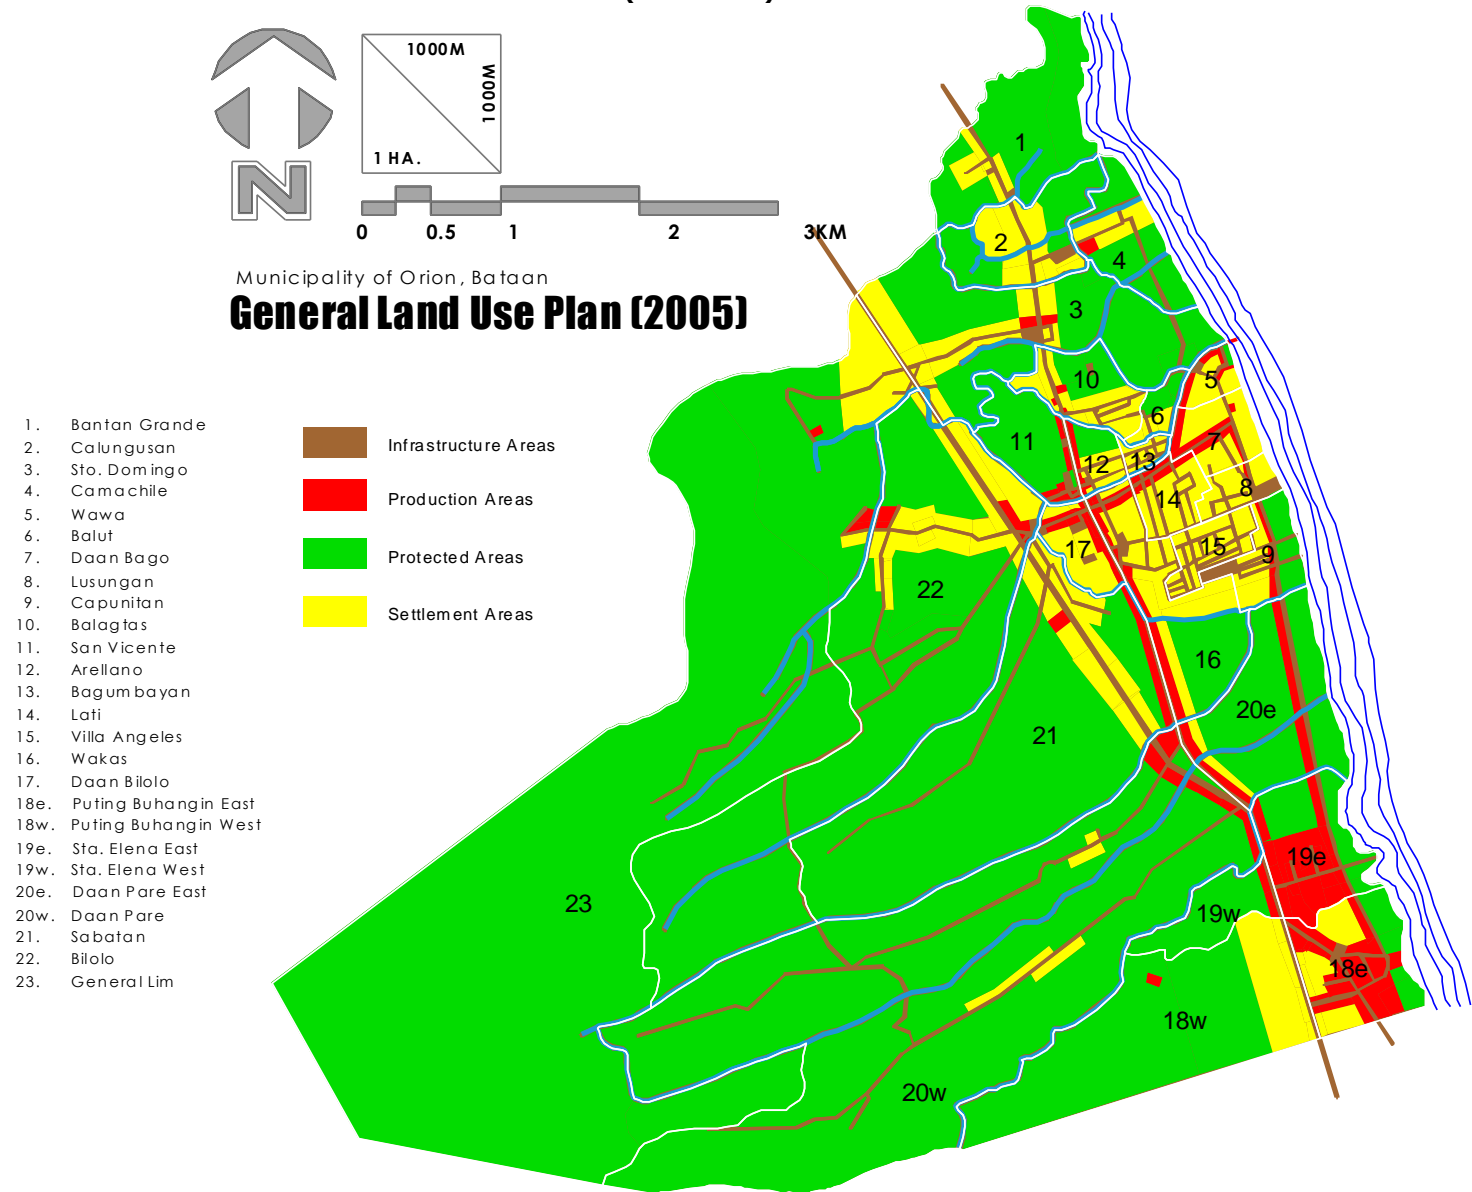 1000M
1000M
1 HA.
N
0 0.5 1 2 3KM
Municipality of Orion, Bataan
General Land Use Plan (2005)
1. Bantan Grande
2. Calungusan
3. Sto. Domingo
4. Camachile
5. Wawa
6. Balut
7. Daan Bago
8. Lusungan
9. Capunitan
10. Balagtas
11. San Vicente
12. Arellano
13. Bagumbayan
14. Lati
15. Villa Angeles
16. Wakas
17. Daan Bilolo
18e. Puting Buhangin East
18w. Puting Buhangin West
19e. Sta. Elena East
19w. Sta. Elena West
20e. Daan Pare East
20w. Daan Pare
21. Sabatan
22. Bilolo
23. General Lim
Infrastructure Areas
Production Areas
Protected Areas
Settlement Areas
1
2
4
3
10
5
6
11
7
12
13
8
14
15
17
9
22
16
20e
21
19e
23
19w
18e
18w
20w